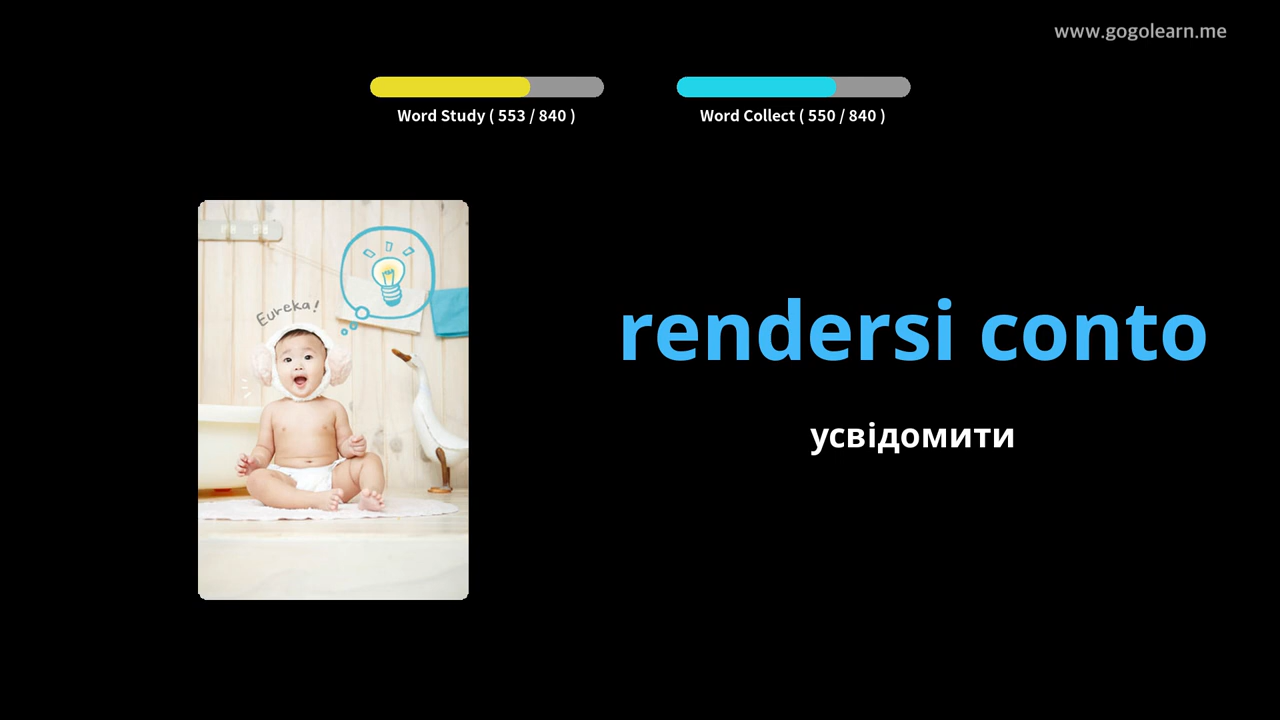 www.gogolearn.me
Word Study ( 553 / 840 )
Word Collect ( 550 / 840 )
Eureka!
rendersi conto
усвідомити